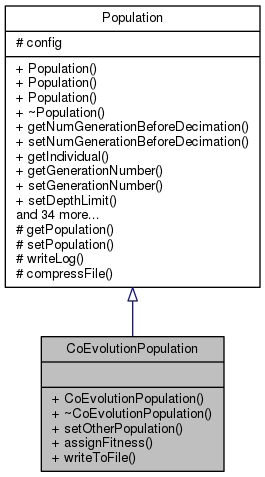 Population
# config
+ Population()
+ Population()
+ Population()
+ ~Population()
+ getNumGenerationBeforeDecimation()
+ setNumGenerationBeforeDecimation()
+ getIndividual()
+ getGenerationNumber()
+ setGenerationNumber()
+ setDepthLimit()
and 34 more...
# getPopulation()
# setPopulation()
# writeLog()
# compressFile()
CoEvolutionPopulation
+ CoEvolutionPopulation()
+ ~CoEvolutionPopulation()
+ setOtherPopulation()
+ assignFitness()
+ writeToFile()